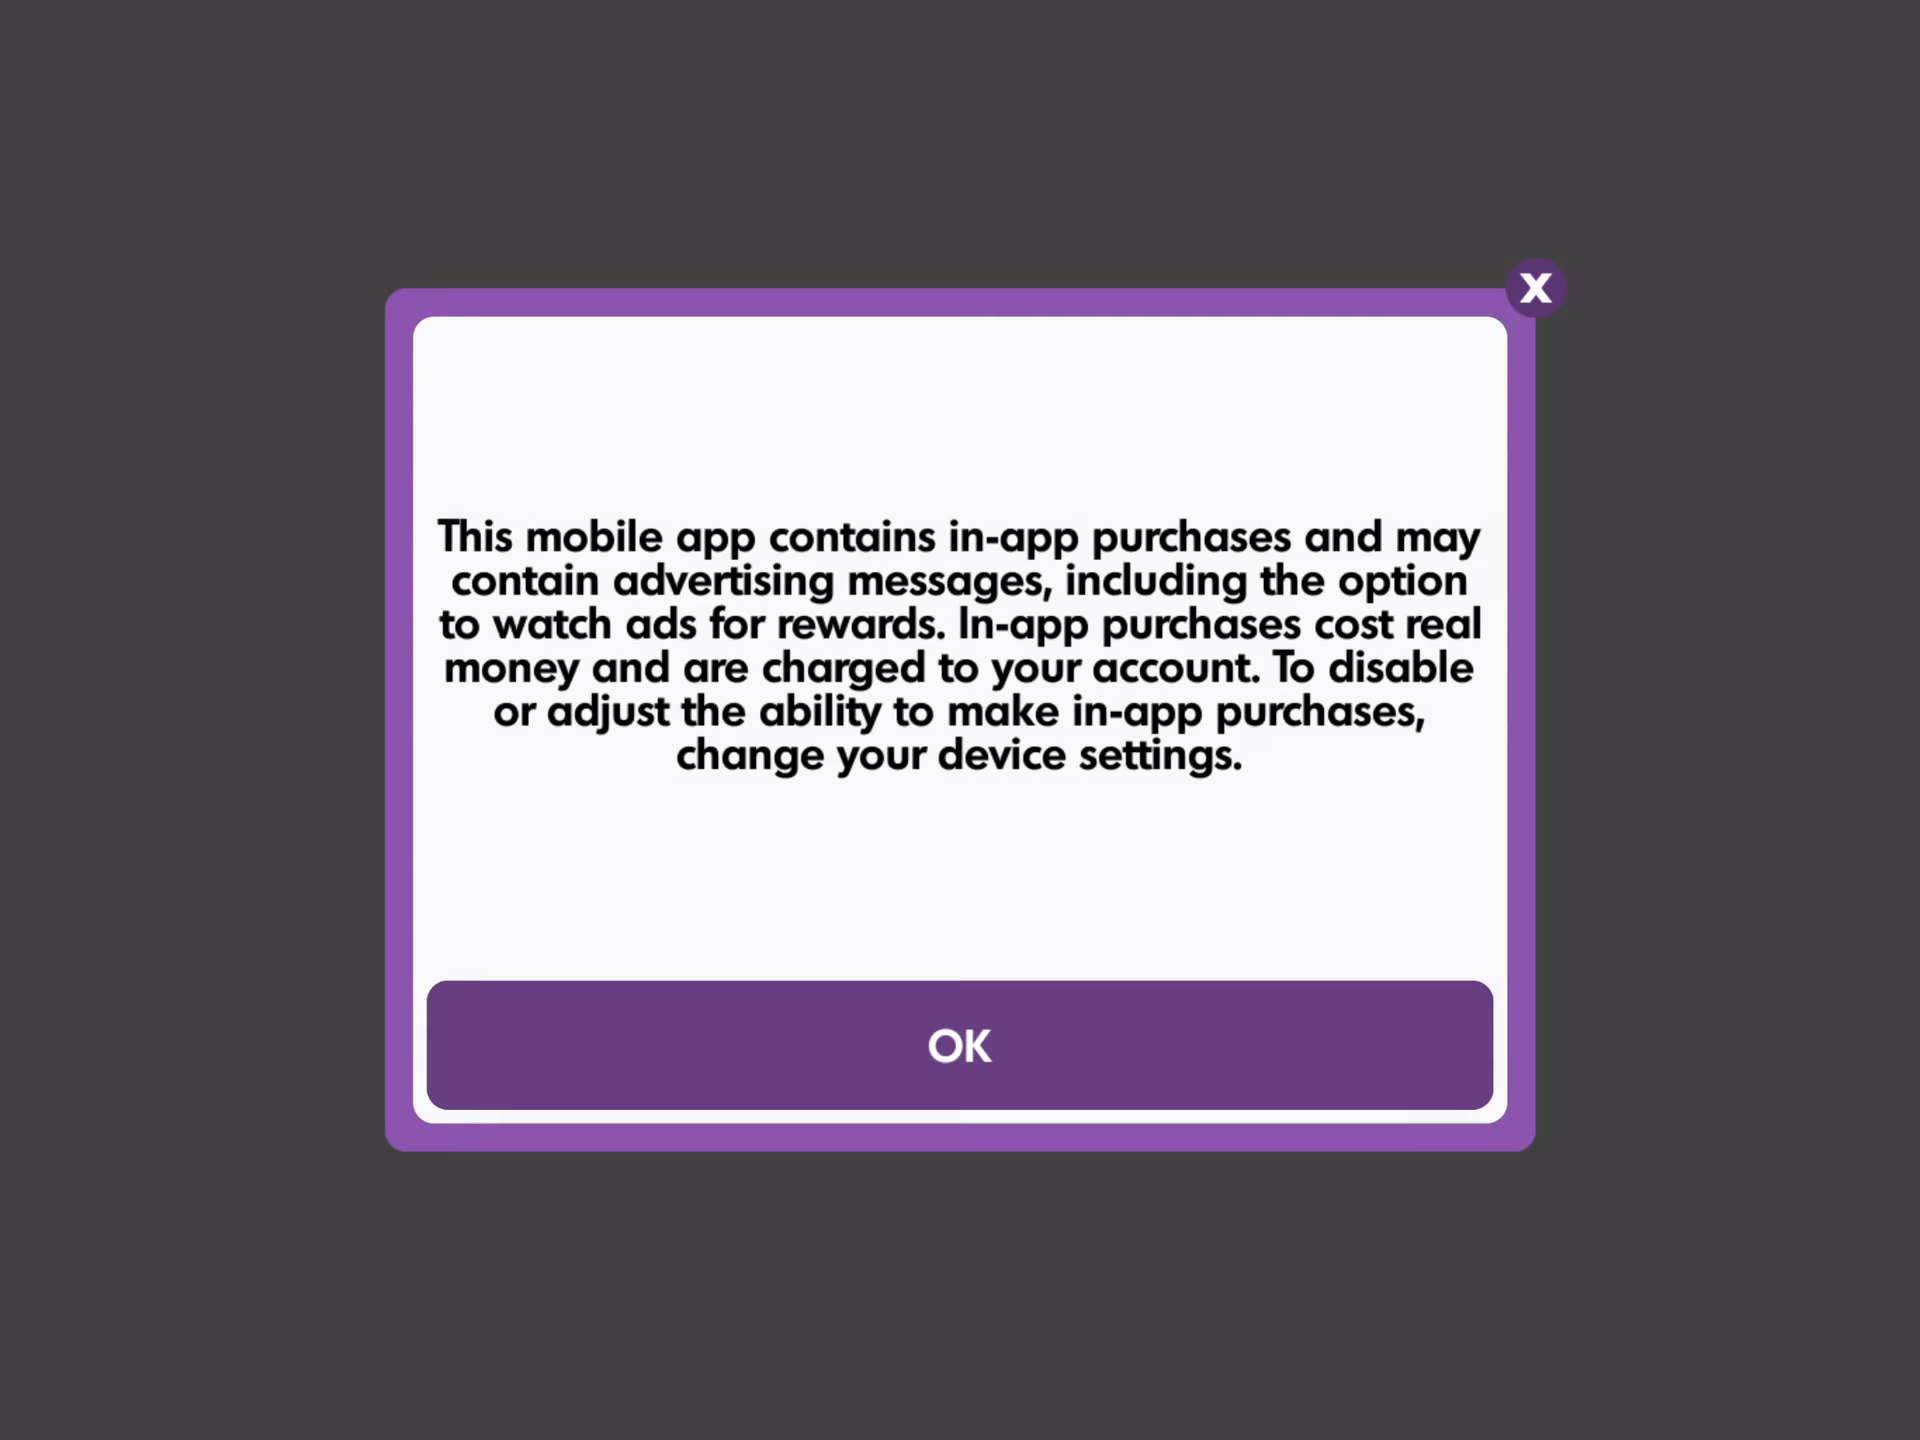 X
This mobile app contains in-app purchases and may
contain advertising messages, including the option
to watch ads for rewards. In-app purchases cost real
money and are charged to your account. To disable
or adjust the ability to make in-app purchases,
change your device settings.
OK